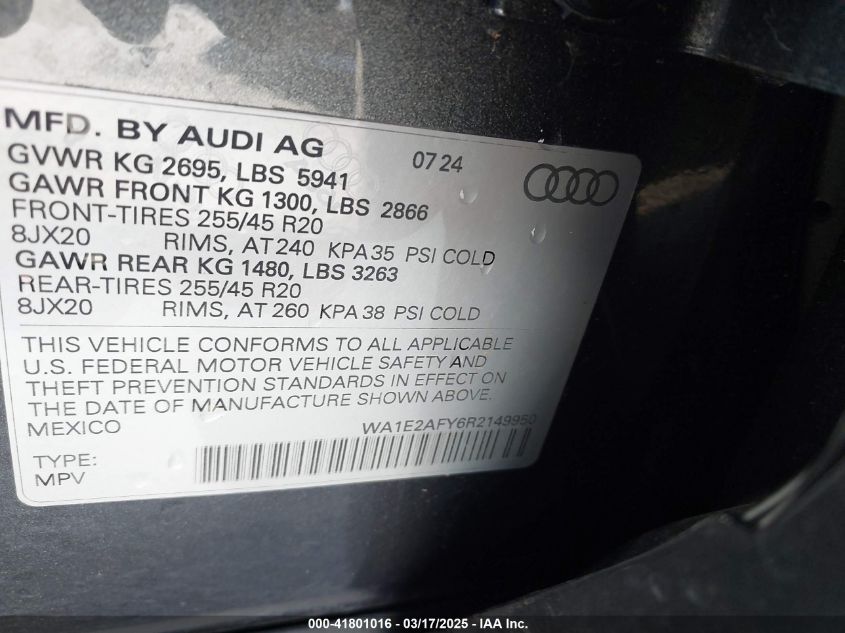 MFD. BY AUDI AG
07 24
GVWR KG 2695, LBS 5941
GAWR FRONT KG 1300, LBS 2866
FRONT-TIRES 255/45 R20
8JX20 RIMS, AT 240 KPA 35 PSI COLD
GAWR REAR KG 1480, LBS 3263
REAR-TIRES 255/45 R20
8JX20 RIMS, AT 260 KPA 38 PSI COLD
THIS VEHICLE CONFORMS TO ALL APPLICABLE
U.S. FEDERAL MOTOR VEHICLE SAFETY AND
THEFT PREVENTION STANDARDS IN EFFECT ON
THE DATE OF MANUFACTURE SHOWN ABOVE.
MEXICO WA1E2AFY6R2149950
TYPE:
MPV
000-41801016 - 03/17/2025 - IAA Inc.